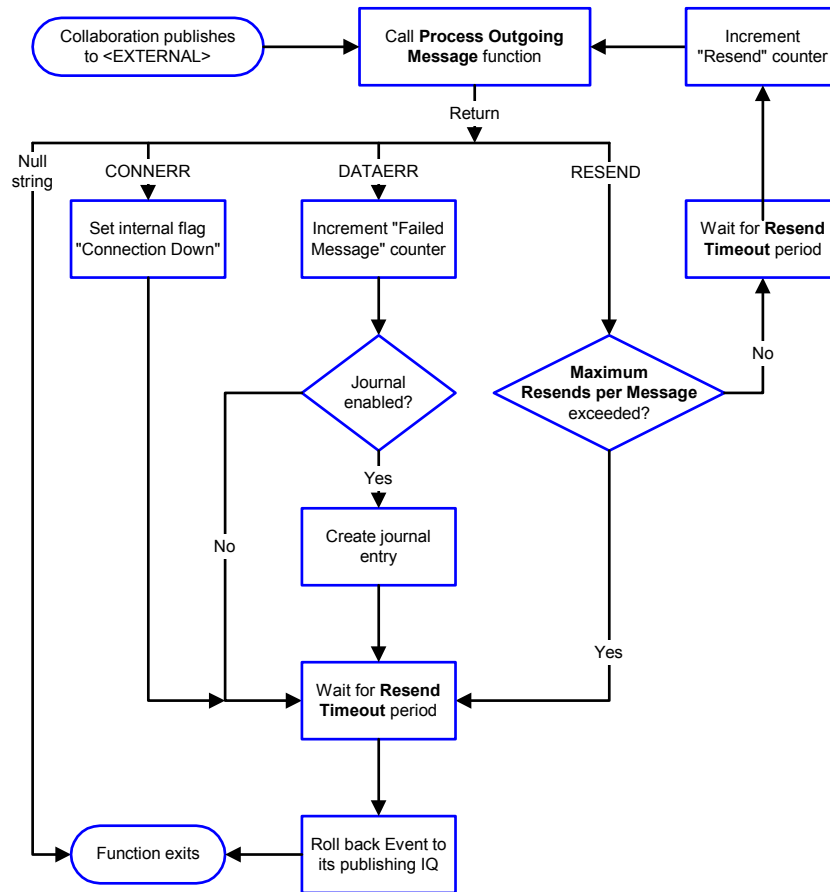 Collaboration publishes
to <EXTERNAL>
Call Process Outgoing
Message function
Increment
"Resend" counter
Return
Null
string
CONNERR
DATAERR
RESEND
Set internal flag
"Connection Down"
Increment "Failed
Message" counter
Wait for Resend
Timeout period
Journal
enabled?
Maximum
Resends per Message
exceeded?
No
Yes
No
Create journal
entry
Yes
Wait for Resend
Timeout period
Function exits
Roll back Event to
its publishing IQ